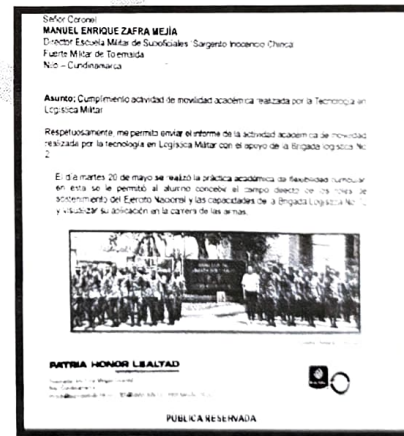 Señor Coronel
MANUEL ENRIQUE ZAFRA MEJÍA
Director Escuela Militar de Suboficiales "Sargento Inocencio Chinca
Fuerte Militar de Tolemaida
Nilo – Cundinamarca
Asunto: Cumplimiento actividad de movilidad académica realizada por la Tecnología en
Logística Militar
Respetuosamente, me permito enviar el informe de la actividad académica de movilidad
realizada por la tecnología en Logística Militar con el apoyo de la Brigada logística No
2.
El día martes 20 de mayo se realizó la práctica académica de flexibilidad curricular
en esta se le permitió al alumno concebir el campo directo de los roles de
sostenimiento del Ejército Nacional y las capacidades de la Brigada Logística No
y visualizar su aplicación en la carrera de las armas.
PATRIA HONOR LEALTAD
PÚBLICA RESERVADA